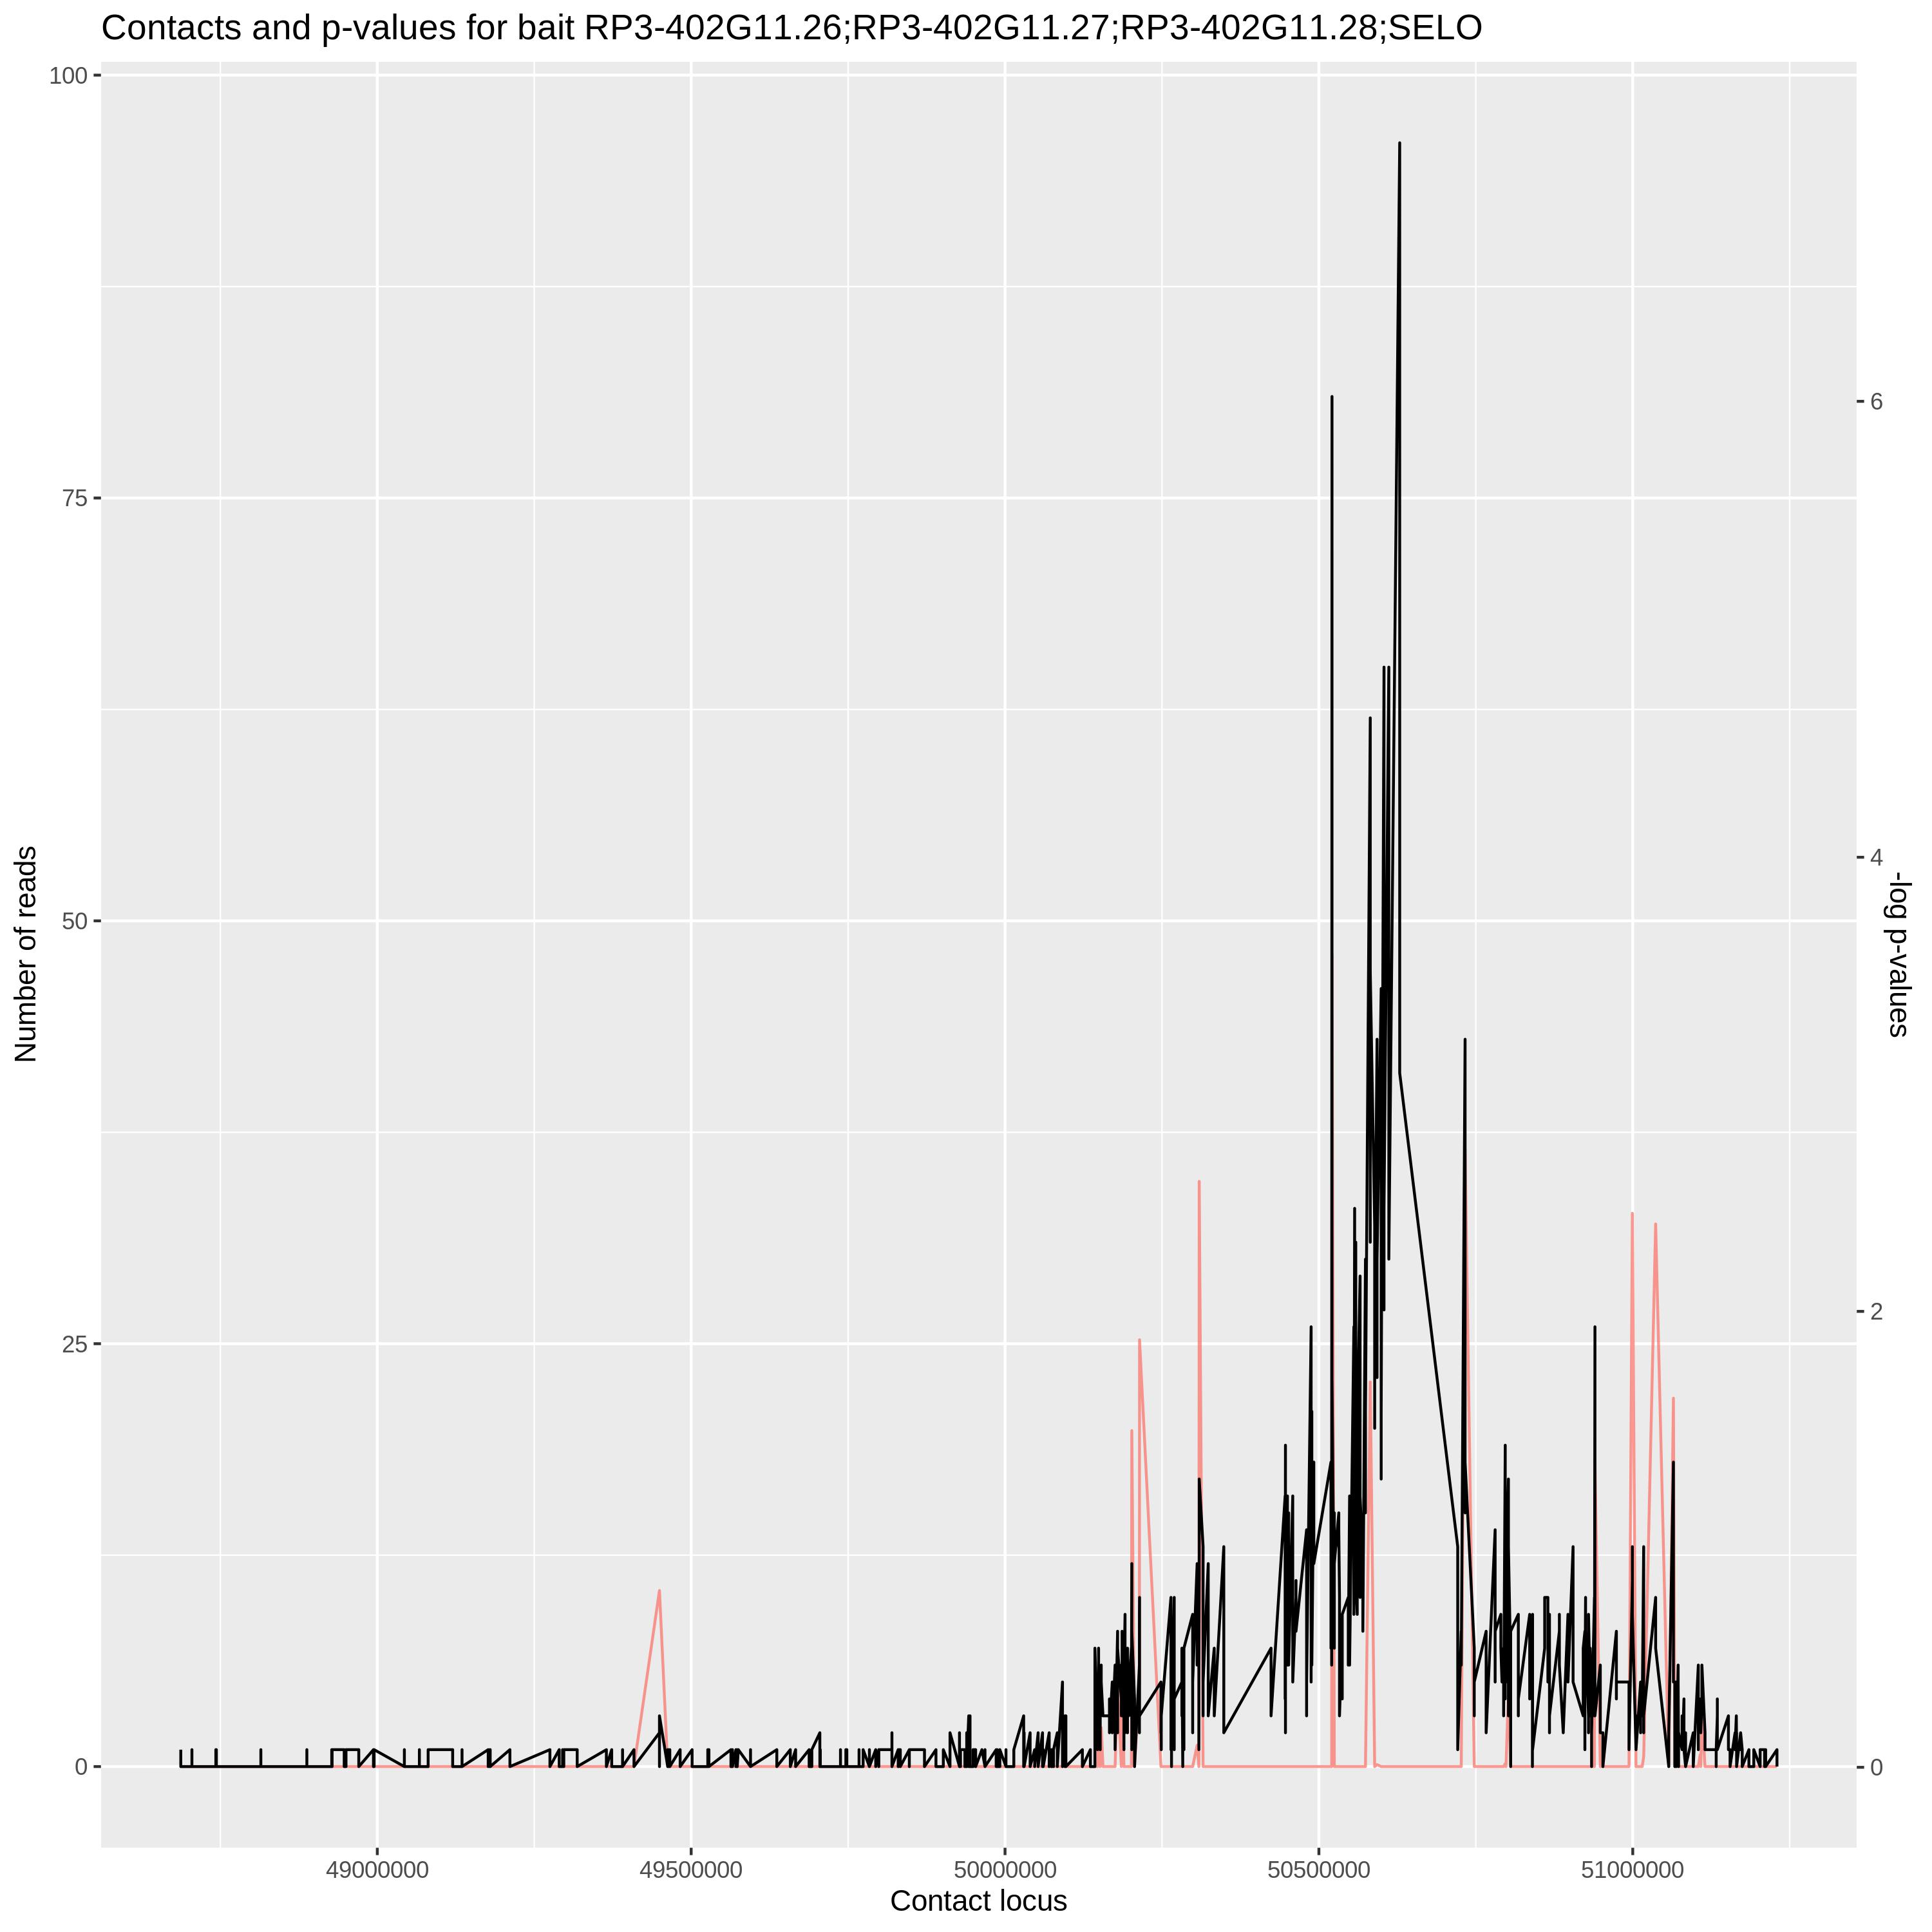 Contacts and p-values for bait RP3-402G11.26;RP3-402G11.27;RP3-402G11.28;SELO
100
75
50
25
0
Number of reads
6
4
2
0
-log p-values
49000000 49500000 50000000 50500000 51000000
Contact locus